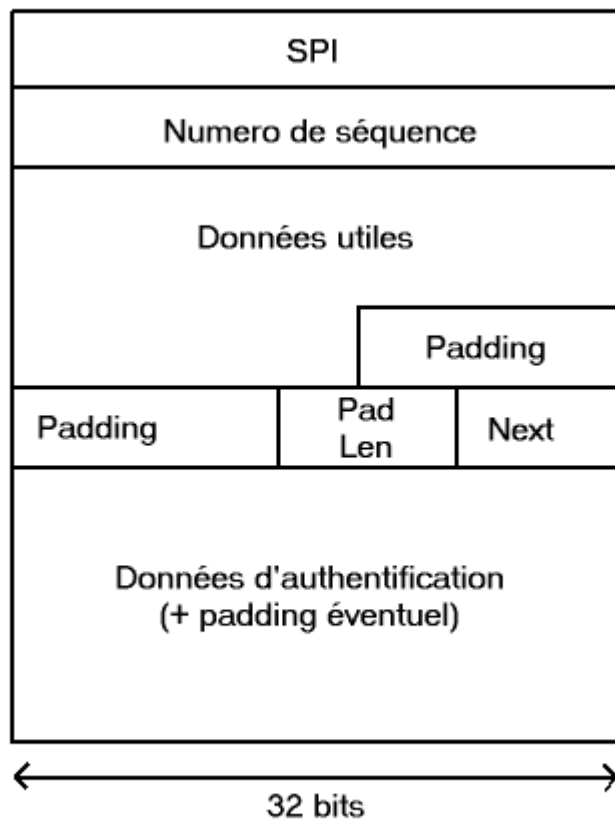 SPI
Numero de séquence
Données utiles
Padding
Padding
Pad
Len
Next
Données d'authentification
(+ padding éventuel)
32 bits